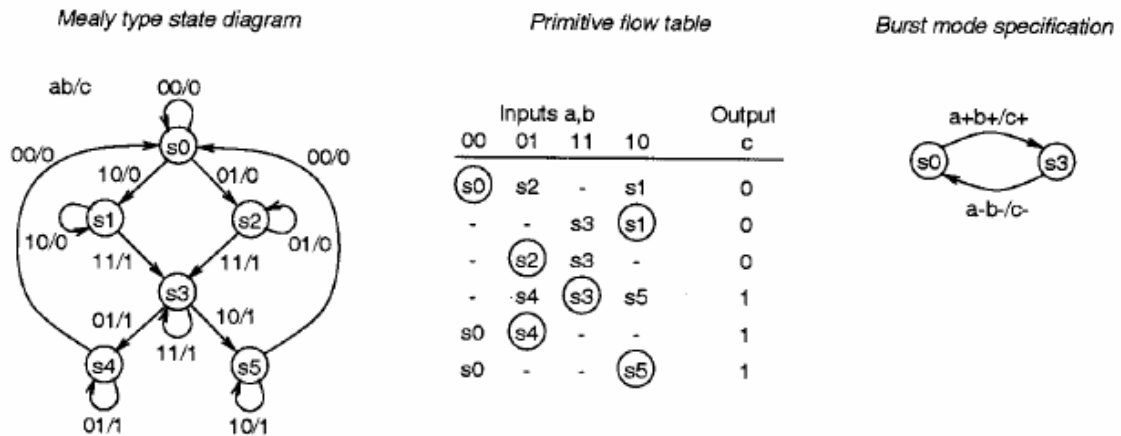 Mealy type state diagram
ab/c
00/0
00/0
s0
00/0
10/0
01/0
s1
s2
10/0
01/0
11/1
11/1
s3
01/1
10/1
11/1
s4
s5
01/1
10/1
Primitive flow table
Inputs a,b Output
00 01 11 10 c
s0 s2 - s1 0
- - s3 s1 0
- s2 s3 - 0
- s4 s3 s5 1
s0 s4 - - 1
s0 - - s5 1
Burst mode specification
a+b+/c+
s0 s3
a-b-/c-